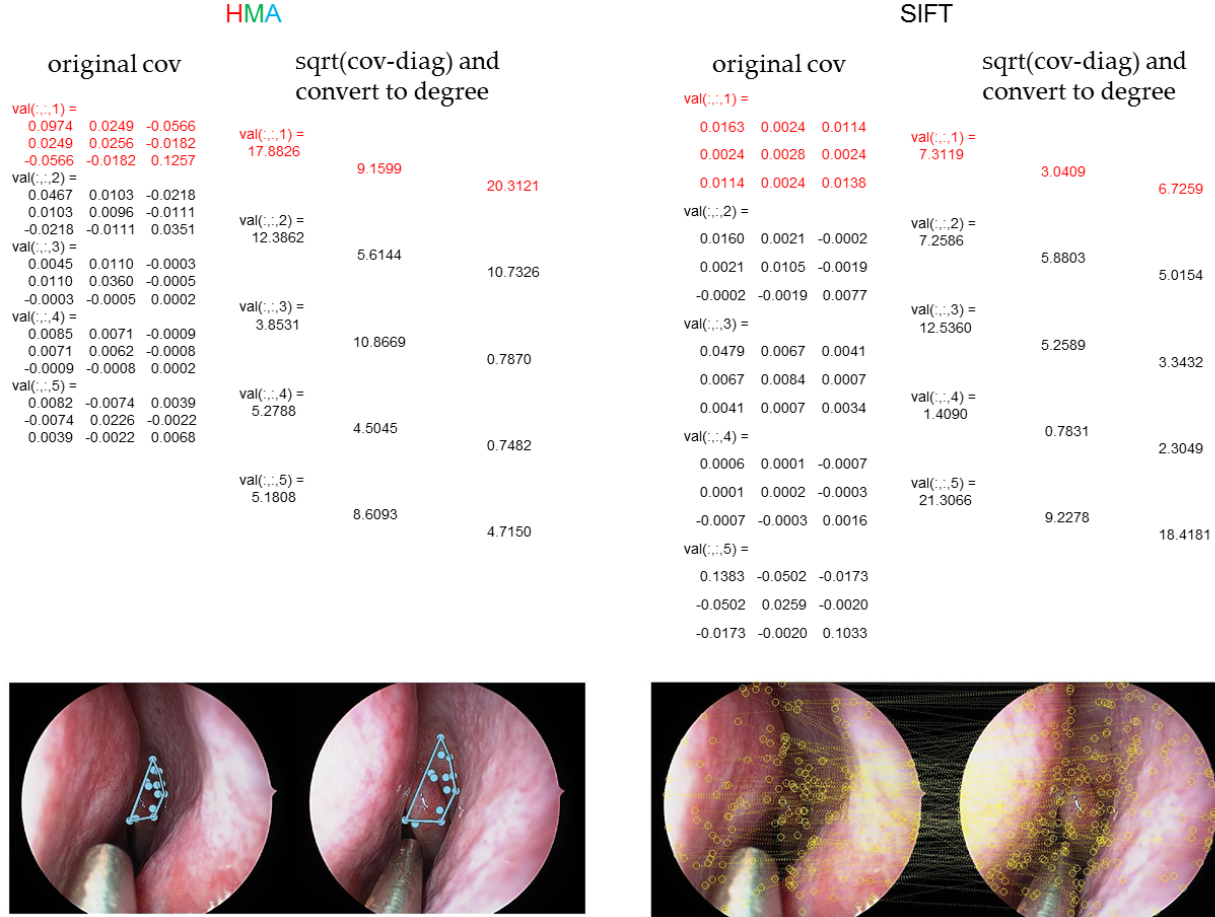 HMA
original cov
sqrt(cov-diag) and
convert to degree
val(:,:,1) =
0.0974 0.0249 -0.0566
0.0249 0.0256 -0.0182
-0.0566 -0.0182 0.1257
val(:,:,2) =
0.0467 0.0103 -0.0218
0.0103 0.0096 -0.0111
-0.0218 -0.0111 0.0351
val(:,:,3) =
0.0045 0.0110 -0.0003
0.0110 0.0360 -0.0005
-0.0003 -0.0005 0.0002
val(:,:,4) =
0.0085 0.0071 -0.0009
0.0071 0.0062 -0.0008
-0.0009 -0.0008 0.0002
val(:,:,5) =
0.0082 -0.0074 0.0039
-0.0074 0.0226 -0.0022
0.0039 -0.0022 0.0068
val(:,:,1) =
17.8826
9.1599
20.3121
val(:,:,2) =
12.3862
5.6144
10.7326
val(:,:,3) =
3.8531
10.8669
0.7870
val(:,:,4) =
5.2788
4.5045
0.7482
val(:,:,5) =
5.1808
8.6093
4.7150
SIFT
original cov
sqrt(cov-diag) and
convert to degree
val(:,:,1) =
0.0163 0.0024 0.0114
0.0024 0.0028 0.0024
0.0114 0.0024 0.0138
val(:,:,2) =
0.0160 0.0021 -0.0002
0.0021 0.0105 -0.0019
-0.0002 -0.0019 0.0077
val(:,:,3) =
0.0479 0.0067 0.0041
0.0067 0.0084 0.0007
0.0041 0.0007 0.0034
val(:,:,4) =
0.0006 0.0001 -0.0007
0.0001 0.0002 -0.0003
-0.0007 -0.0003 0.0016
val(:,:,5) =
0.1383 -0.0502 -0.0173
-0.0502 0.0259 -0.0020
-0.0173 -0.0020 0.1033
val(:,:,1) =
7.3119
3.0409
6.7259
val(:,:,2) =
7.2586
5.8803
5.0154
val(:,:,3) =
12.5360
5.2589
3.3432
val(:,:,4) =
1.4090
0.7831
2.3049
val(:,:,5) =
21.3066
9.2278
18.4181